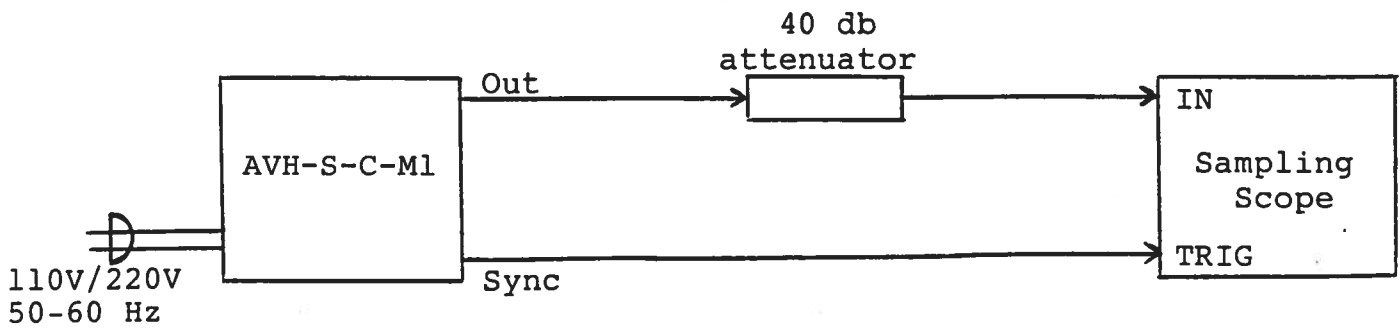 40 db
attenuator
Out
IN
AVH-S-C-M1
Sampling
Scope
TRIG
Sync
110V/220V
50-60 Hz